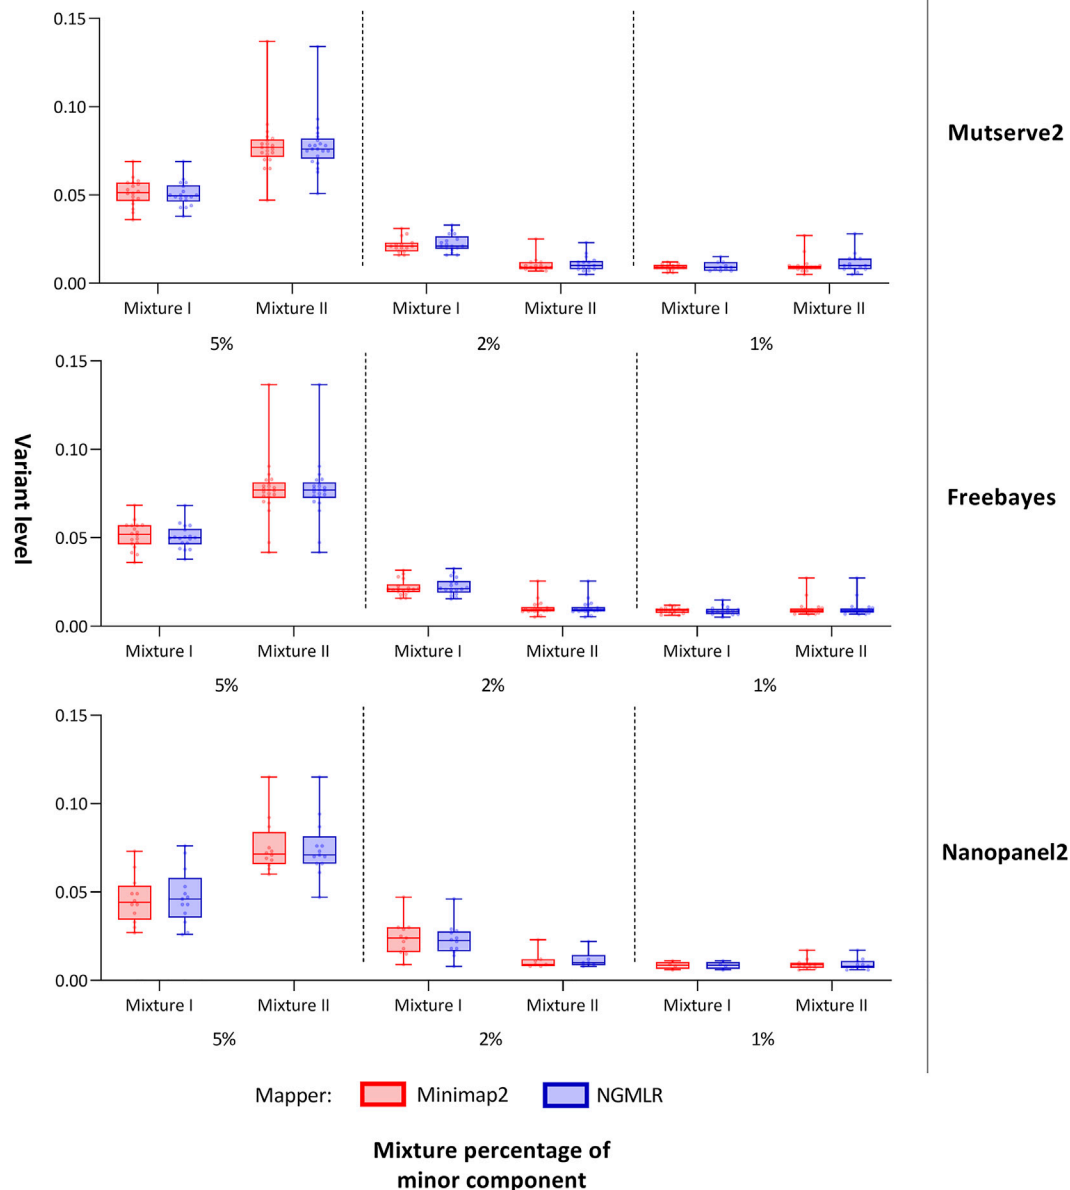 0.15
0.10
0.05
0.00
Mixture I
Mixture II
Mixture I
Mixture II
Mixture I
Mixture II
5%
2%
1%
Mutserve2
0.15
0.10
0.05
0.00
Mixture I
Mixture II
Mixture I
Mixture II
Mixture I
Mixture II
5%
2%
1%
Freebayes
Variant level
0.15
0.10
0.05
0.00
Mixture I
Mixture II
Mixture I
Mixture II
Mixture I
Mixture II
5%
2%
1%
Nanopanel2
Mapper: Minimap2 NGMLR
Mixture percentage of
minor component